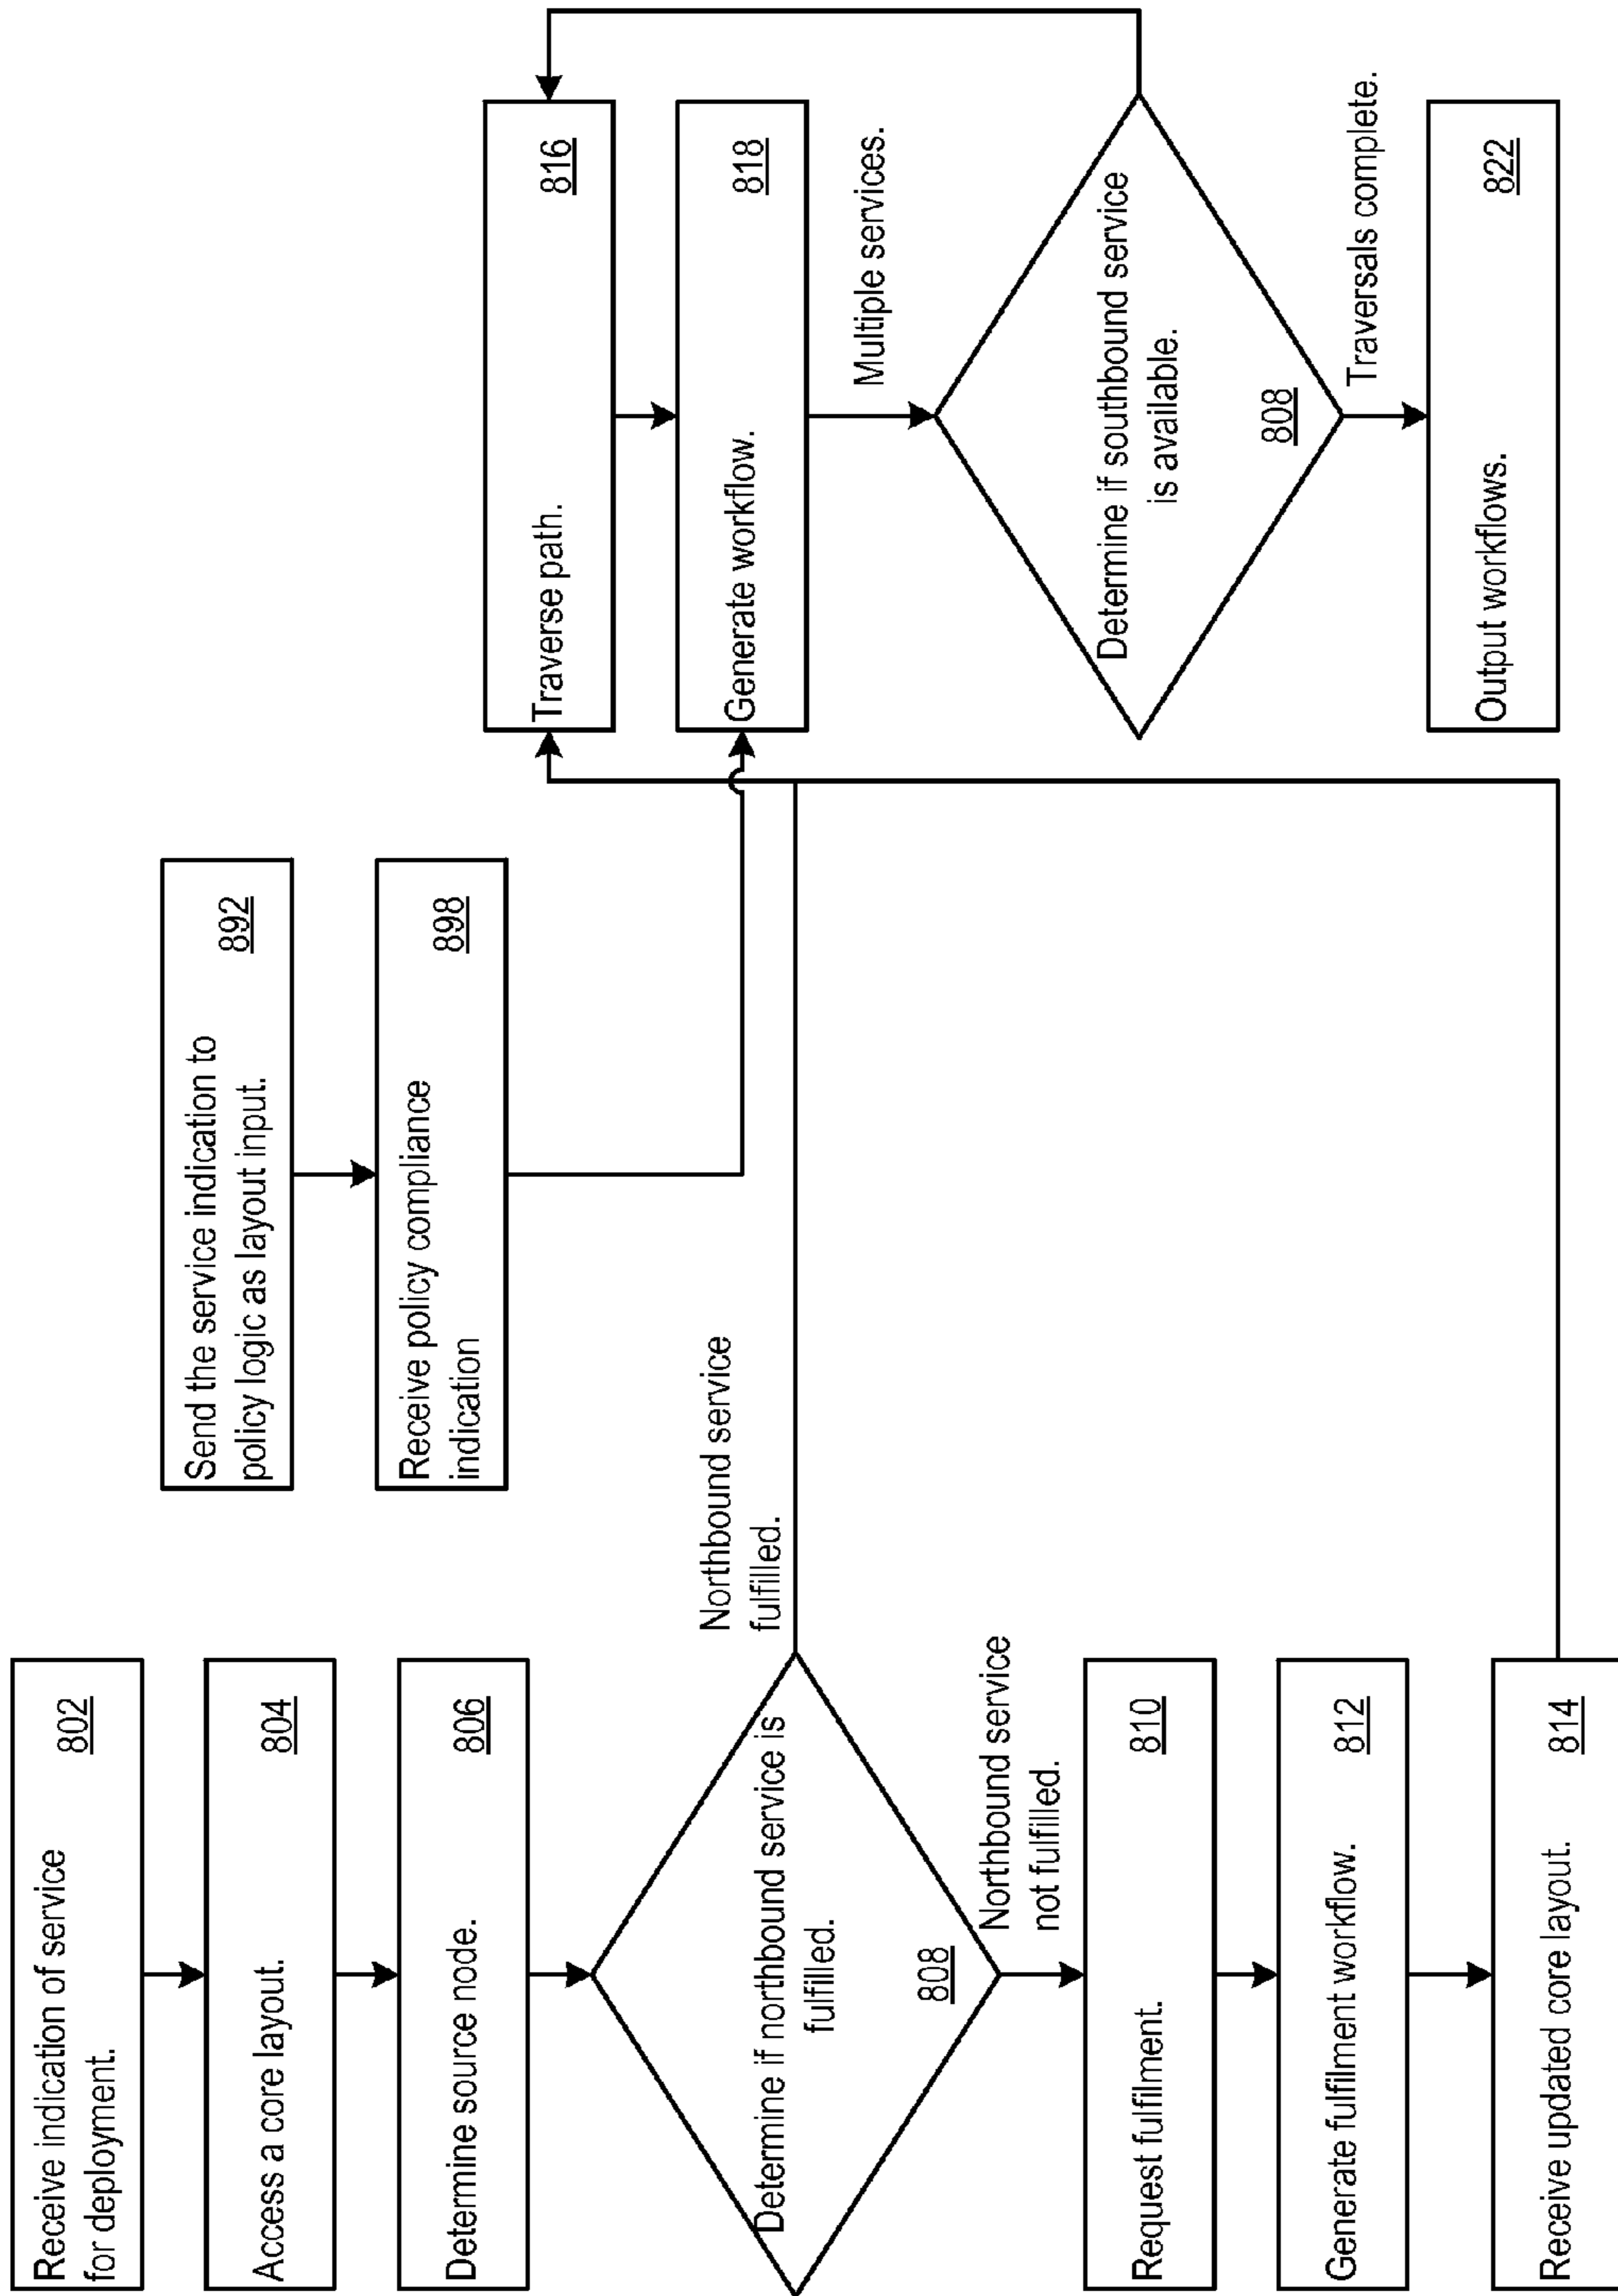 Receive indication of service
for deployment.
802
Access a core layout.
804
Determine source node.
806
Determine if northbound service is
fulfilled.
808
Northbound service
fulfilled.
Northbound service
not fulfilled.
Request fulfilment.
810
Generate fulfilment workflow.
812
Receive updated core layout.
814
Send the service indication to
policy logic as layout input.
892
Receive policy compliance
indication
898
Traverse path.
816
Generate workflow.
818
Multiple services.
Determine if southbound service
is available.
808
Traversals complete.
Output workflows.
822